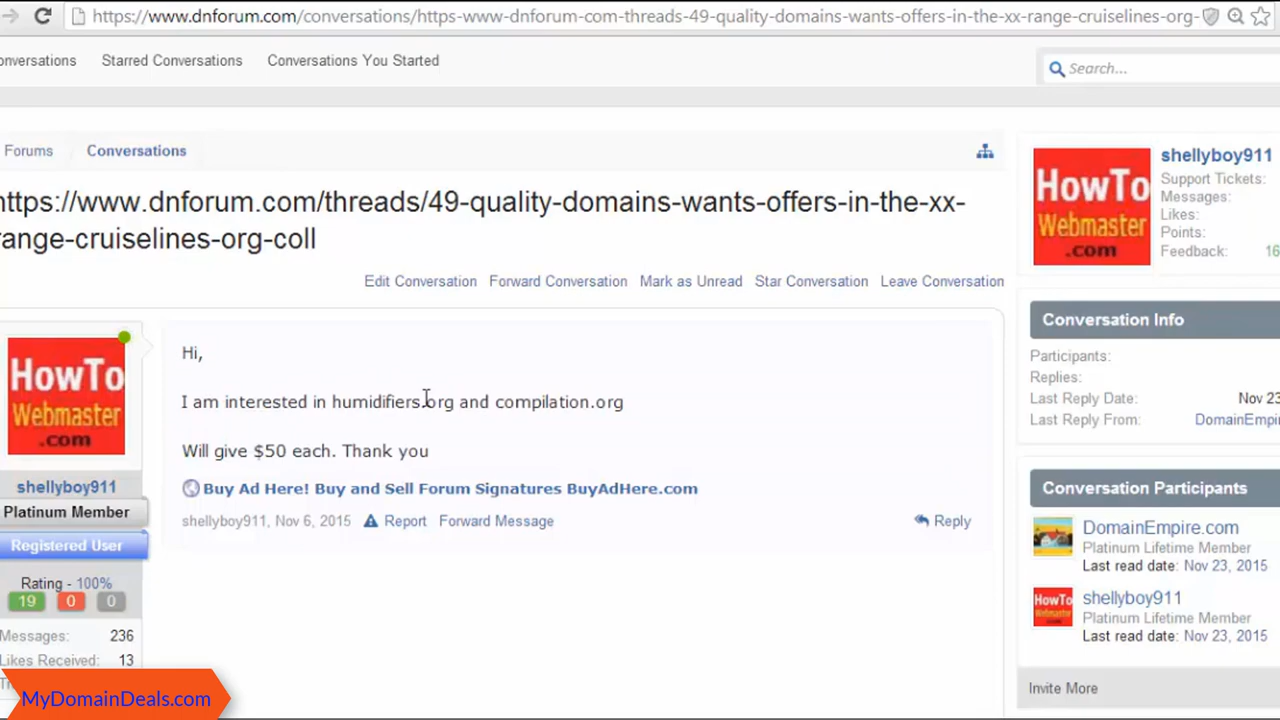 https://www.dnforum.com/conversations/https-www-dnforum-com-threads-49-quality-domains-wants-offers-in-the-xx-range-cruiselines-org-
onversations Starred Conversations Conversations You Started
Search...
Forums Conversations
https://www.dnforum.com/threads/49-quality-domains-wants-offers-in-the-xx-
range-cruiselines-org-coll
Edit Conversation Forward Conversation Mark as Unread Star Conversation Leave Conversation
HowTo
Webmaster
.com
shellyboy911
Platinum Member
Registered User
Rating - 100%
19 0 0
Messages: 236
Likes Received: 13
MyDomainDeals.com
Hi,
I am interested in humidifiers.org and compilation.org
Will give $50 each. Thank you
Buy Ad Here! Buy and Sell Forum Signatures BuyAdHere.com
shellyboy911, Nov 6, 2015 Report Forward Message Reply
HowTo
Webmaster
.com
shellyboy911
Support Tickets:
Messages:
Likes:
Points:
Feedback: 16
Conversation Info
Participants:
Replies:
Last Reply Date: Nov 23
Last Reply From: DomainEmpir
Conversation Participants
DomainEmpire.com
Platinum Lifetime Member
Last read date: Nov 23, 2015
HowTo
Webmaster
.com
shellyboy911
Platinum Lifetime Member
Last read date: Nov 23, 2015
Invite More